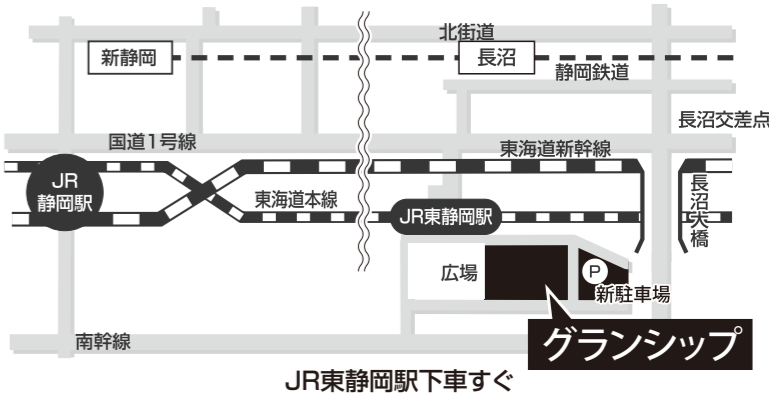 北街道
新静岡
長沼
静岡鉄道
長沼交差点
国道1号線
東海道新幹線
JR
静岡駅
東海道本線
JR東静岡駅
長沼大橋
広場
P
新駐車場
グランシップ
南幹線
JR東静岡駅下車すぐ